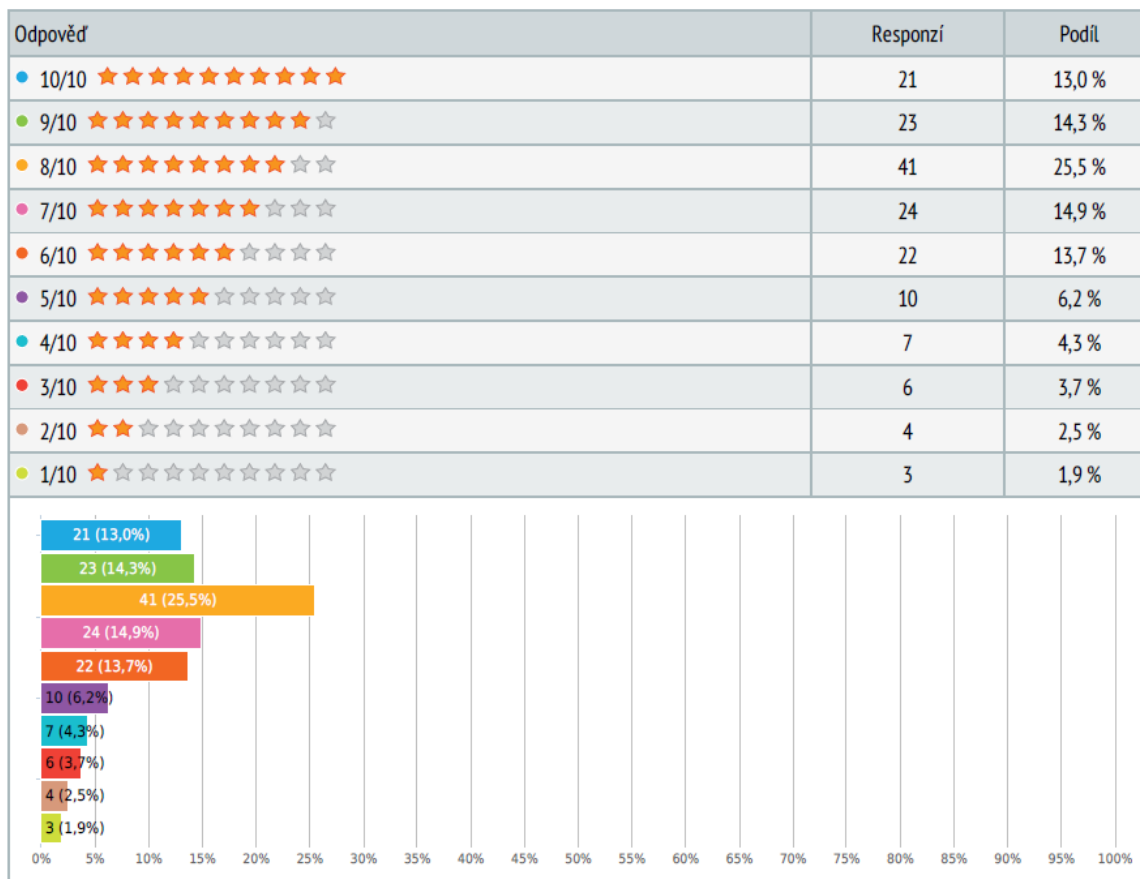 Odpověď Responzí Podíl
10/10 21 13,0 %
9/10 23 14,3 %
8/10 41 25,5 %
7/10 24 14,9 %
6/10 22 13,7 %
5/10 10 6,2 %
4/10 7 4,3 %
3/10 6 3,7 %
2/10 4 2,5 %
1/10 3 1,9 %
21 (13,0%)
23 (14,3%)
41 (25,5%)
24 (14,9%)
22 (13,7%)
10 (6,2%)
7 (4,3%)
6 (3,7%)
4 (2,5%)
3 (1,9%)
0% 5% 10% 15% 20% 25% 30% 35% 40% 45% 50% 55% 60% 65% 70% 75% 80% 85% 90% 95% 100%